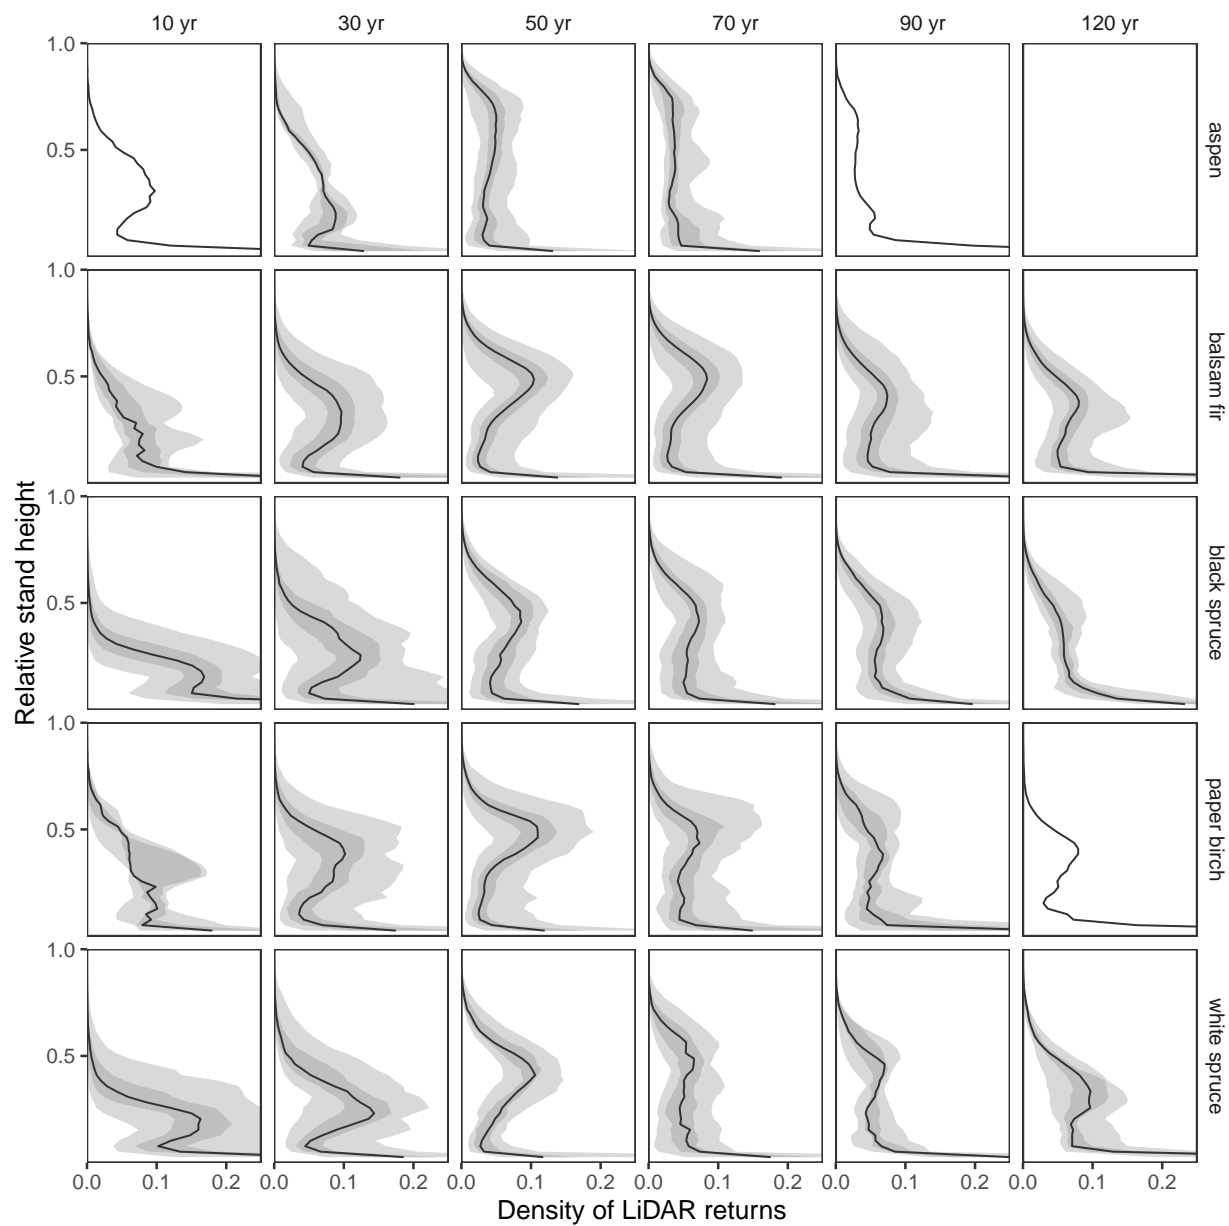 10 yr 30 yr 50 yr 70 yr 90 yr 120 yr
1.0
0.5
aspen
1.0
0.5
balsam fir
1.0
0.5
black spruce
Relative stand height
1.0
0.5
paper birch
1.0
0.5
white spruce
0.0 0.1 0.2 0.0 0.1 0.2 0.0 0.1 0.2 0.0 0.1 0.2 0.0 0.1 0.2 0.0 0.1 0.2
Density of LiDAR returns